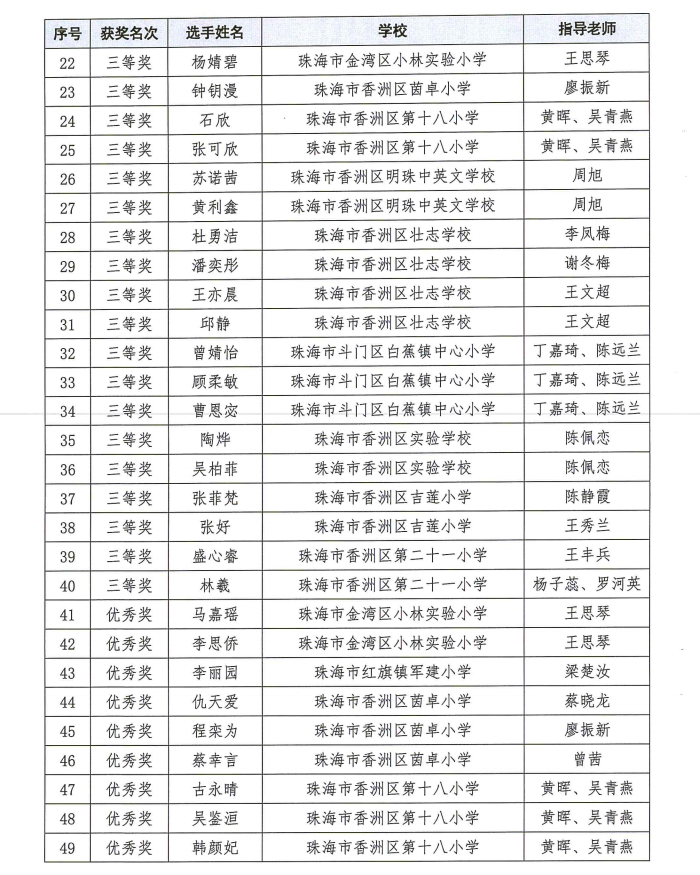 序号 获奖名次 选手姓名 学校 指导老师
22 三等奖 杨婧碧 珠海市金湾区小林实验小学 王思琴
23 三等奖 钟钥漫 珠海市香洲区茵卓小学 廖振新
24 三等奖 石欣 珠海市香洲区第十八小学 黄晖、吴青燕
25 三等奖 张可欣 珠海市香洲区第十八小学 黄晖、吴青燕
26 三等奖 苏诺茜 珠海市香洲区明珠中英文学校 周旭
27 三等奖 黄利鑫 珠海市香洲区明珠中英文学校 周旭
28 三等奖 杜勇洁 珠海市香洲区壮志学校 李凤梅
29 三等奖 潘奕彤 珠海市香洲区壮志学校 谢冬梅
30 三等奖 王亦晨 珠海市香洲区壮志学校 王文超
31 三等奖 邱静 珠海市香洲区壮志学校 王文超
32 三等奖 曾婧怡 珠海市斗门区白蕉镇中心小学 丁嘉琦、陈远兰
33 三等奖 顾柔敏 珠海市斗门区白蕉镇中心小学 丁嘉琦、陈远兰
34 三等奖 曹恩宓 珠海市斗门区白蕉镇中心小学 丁嘉琦、陈远兰
35 三等奖 陶烨 珠海市香洲区实验学校 陈佩恋
36 三等奖 吴柏菲 珠海市香洲区实验学校 陈佩恋
37 三等奖 张菲梵 珠海市香洲区吉莲小学 陈静霞
38 三等奖 张好 珠海市香洲区吉莲小学 王秀兰
39 三等奖 盛心睿 珠海市香洲区第二十一小学 王丰兵
40 三等奖 林羲 珠海市香洲区第二十一小学 杨子蕊、罗河英
41 优秀奖 马嘉瑶 珠海市金湾区小林实验小学 王思琴
42 优秀奖 李思侨 珠海市金湾区小林实验小学 王思琴
43 优秀奖 李丽园 珠海市红旗镇军建小学 梁楚汝
44 优秀奖 仇天爱 珠海市香洲区茵卓小学 蔡晓龙
45 优秀奖 程栾为 珠海市香洲区茵卓小学 廖振新
46 优秀奖 蔡幸言 珠海市香洲区茵卓小学 曾茜
47 优秀奖 古永晴 珠海市香洲区第十八小学 黄晖、吴青燕
48 优秀奖 吴鉴洹 珠海市香洲区第十八小学 黄晖、吴青燕
49 优秀奖 韩颜妃 珠海市香洲区第十八小学 黄晖、吴青燕